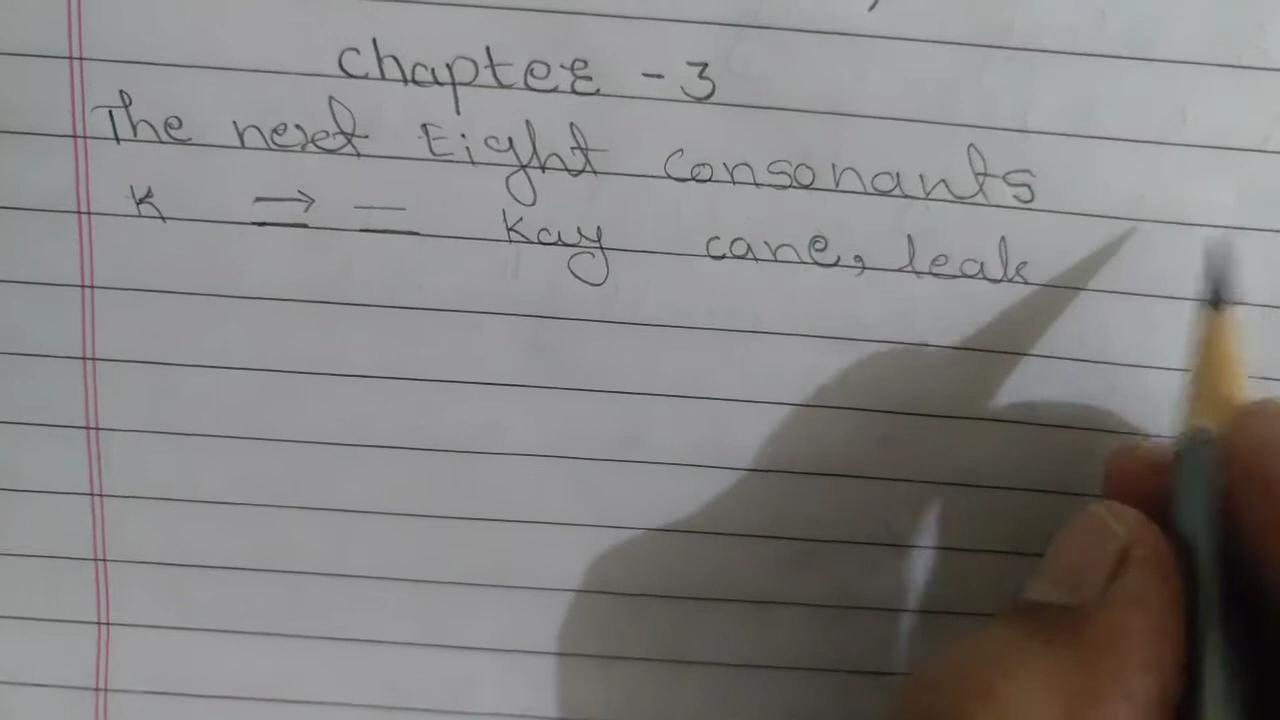 Chapter - 3
The next Eight consonants
K → — Kay cane, leak